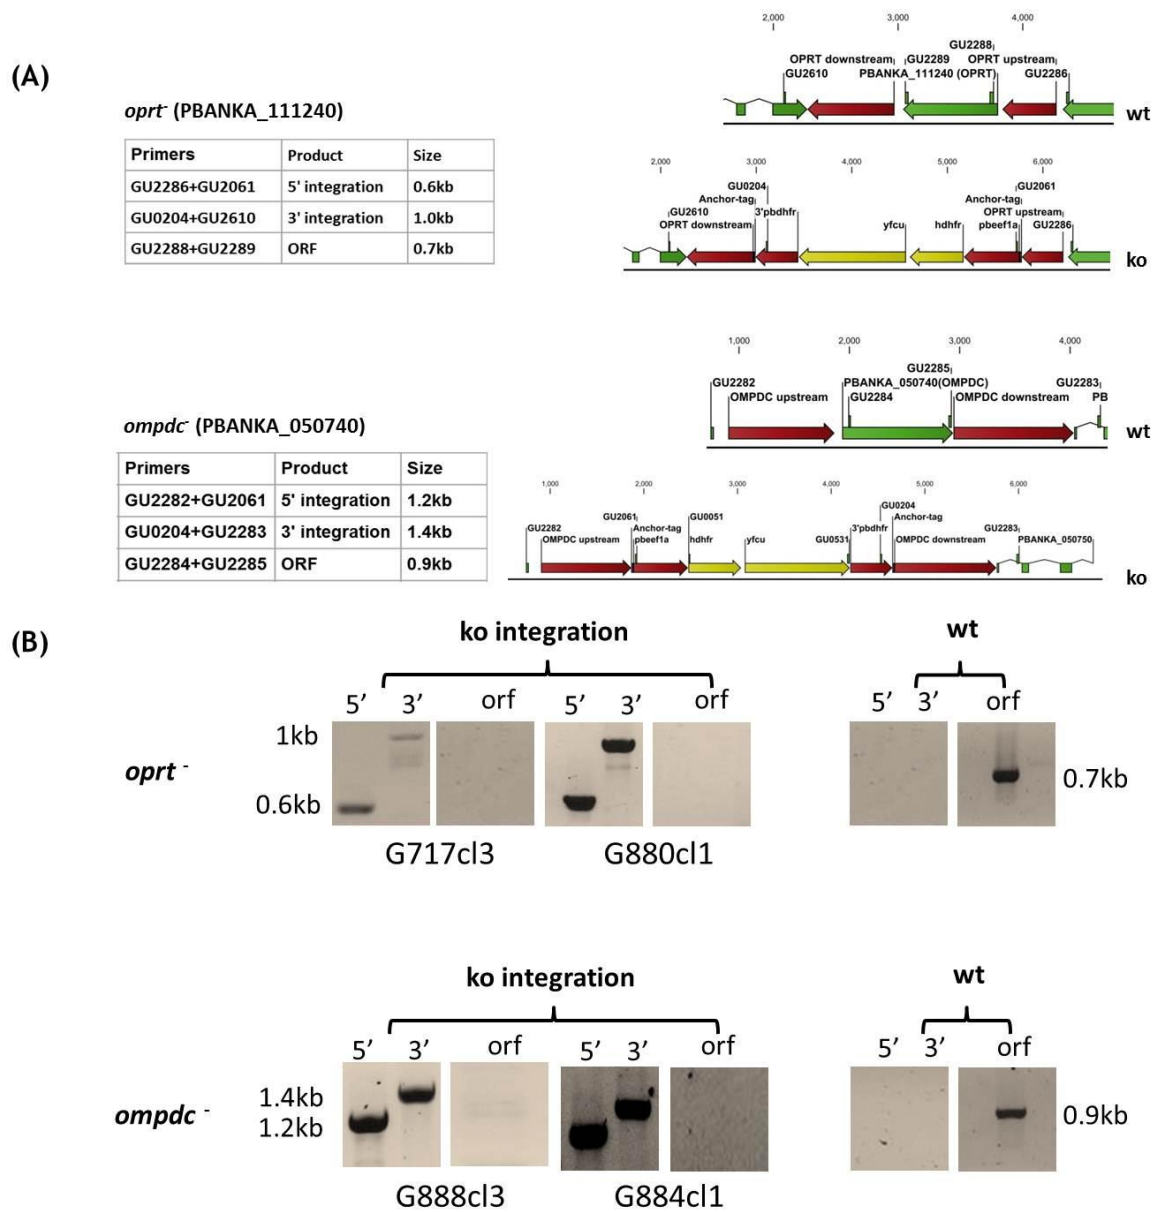 (A)
oprt⁻ (PBANKA_111240)
Primers Product Size
GU2286+GU2061 5' integration 0.6kb
GU0204+GU2610 3' integration 1.0kb
GU2288+GU2289 ORF 0.7kb
2,000 3,000 4,000
GU2288
OPRT downstream GU2289 OPRT upstream
GU2610 PBANKA_111240 (OPRT) GU2286
wt
2,000 3,000 4,000 5,000 6,000
GU0204 GU2061
Anchor-tag Anchor-tag
GU2610 3'pbdhfr OPRT upstream
OPRT downstream yfcu hdhfr pbeef1a GU2286
ko
ompdc⁻ (PBANKA_050740)
Primers Product Size
GU2282+GU2061 5' integration 1.2kb
GU0204+GU2283 3' integration 1.4kb
GU2284+GU2285 ORF 0.9kb
1,000 2,000 3,000 4,000
GU2285
GU2282 PBANKA_050740(OMPDC) GU2283
OMPDC upstream GU2284 OMPDC downstream PB
wt
1,000 2,000 3,000 4,000 5,000 6,000
GU0204
GU2061 GU0051 Anchor-tag
GU2282 Anchor-tag 3'pbdhfr GU2283
OMPDC upstream pbeef1a hdhfr yfcu GU0531 OMPDC downstream PBANKA_050750
ko
(B)
ko integration wt
5' 3' orf 5' 3' orf 5' 3' orf
1kb
oprt -
0.6kb 0.7kb
G717cl3 G880cl1
ko integration wt
5' 3' orf 5' 3' orf 5' 3' orf
1.4kb
ompdc - 1.2kb 0.9kb
G888cl3 G884cl1